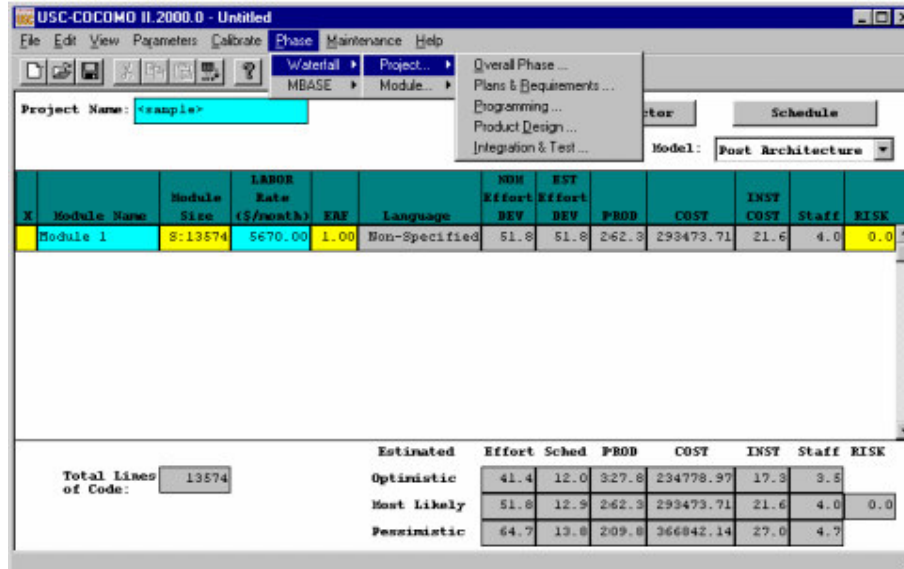 USC-COCOMO II.2000.0 - Untitled
File Edit View Parameters Calibrate Phase Maintenance Help
Waterfall Project... Overall Phase ...
MBASE Module... Plans & Requirements ...
Programming ...
Product Design ...
Integration & Test ...
Project Name: <sample>
Schedule
Model: Post Architecture
X Module Name Module Size LABOR Rate ($/month) EAF Language NOM Effort DEV EST Effort DEV PROD COST INST COST Staff RISK
Module 1 S:13574 5670.00 1.00 Non-Specified 51.8 51.8 262.3 293473.71 21.6 4.0 0.0
Estimated Effort Sched PROD COST INST Staff RISK
Total Lines of Code: 13574
Optimistic 41.4 12.0 327.8 234778.97 17.3 3.5
Most Likely 51.8 12.9 262.3 293473.71 21.6 4.0 0.0
Pessimistic 64.7 13.8 209.8 366842.14 27.0 4.7